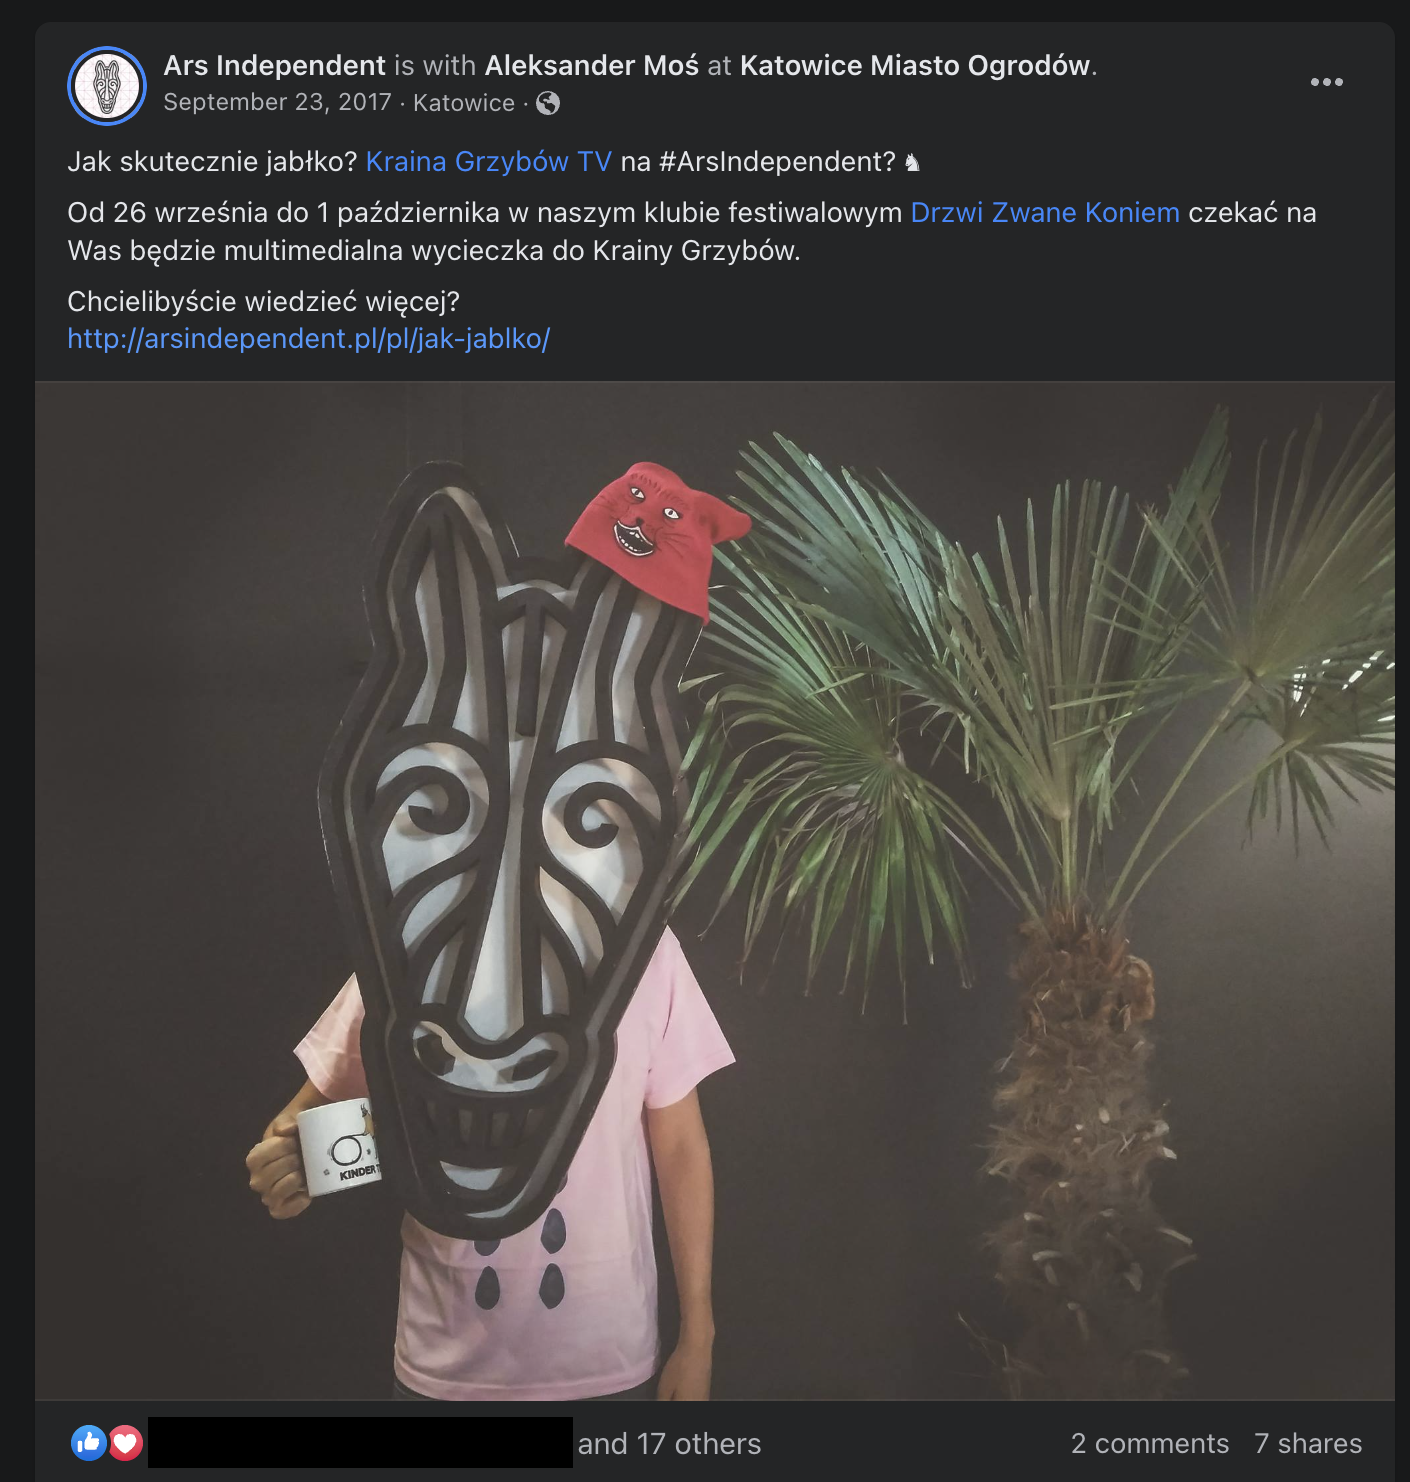 Ars Independent is with Aleksander Moś at Katowice Miasto Ogrodów.
September 23, 2017 · Katowice ·
Jak skutecznie jabłko? Kraina Grzybów TV na #ArsIndependent? ♞
Od 26 września do 1 października w naszym klubie festiwalowym Drzwi Zwane Koniem czekać na
Was będzie multimedialna wycieczka do Krainy Grzybów.
Chcielibyście wiedzieć więcej?
http://arsindependent.pl/pl/jak-jablko/
KINDER
and 17 others
2 comments 7 shares